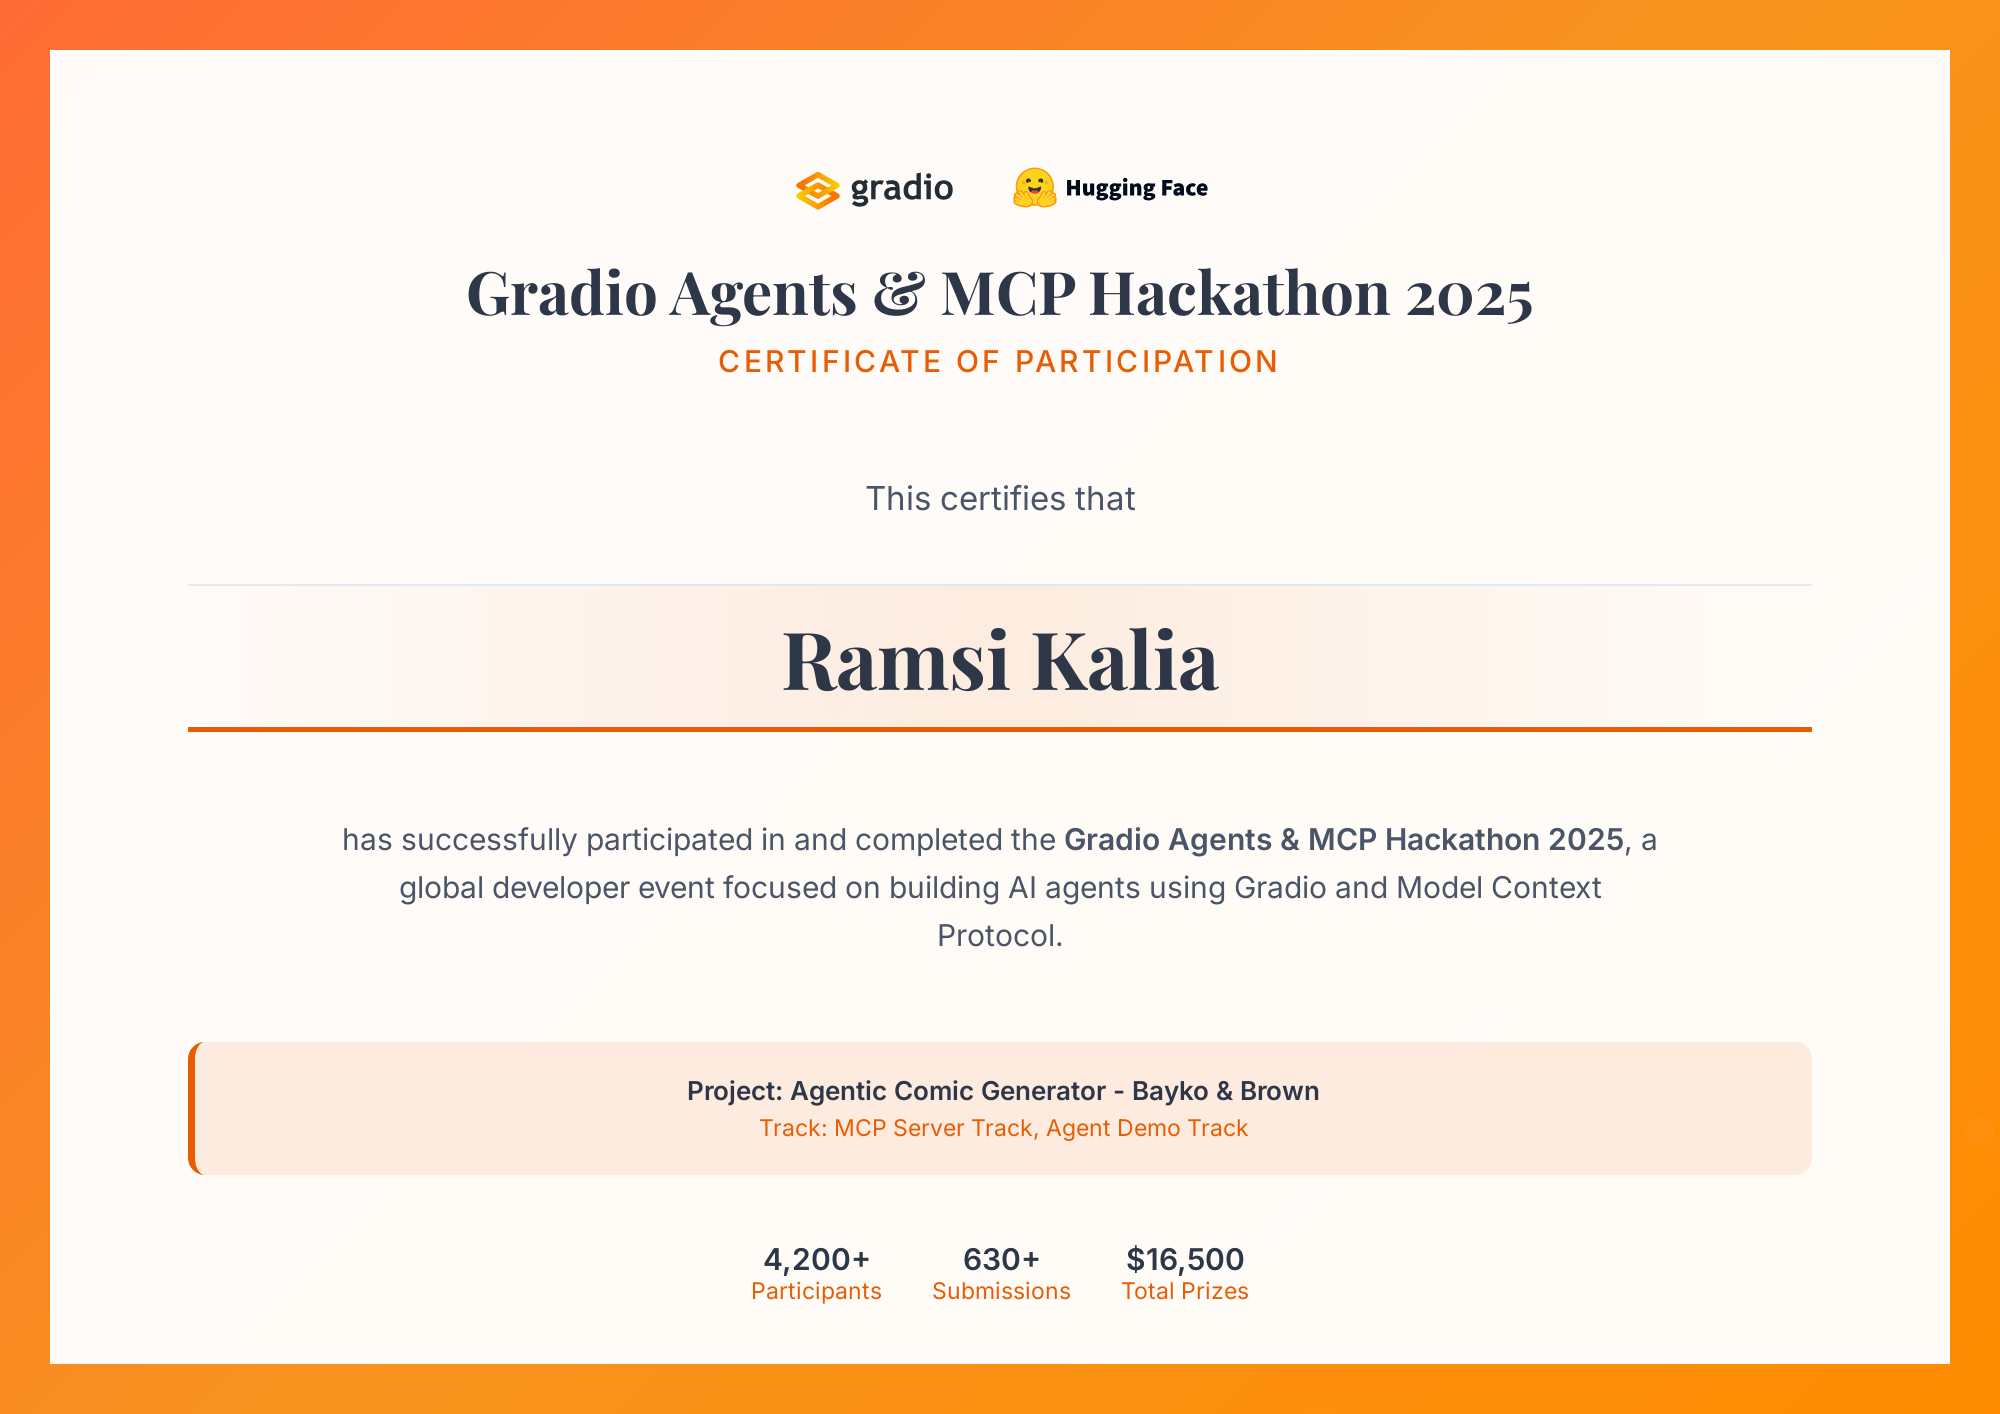 gradio Hugging Face
Gradio Agents & MCP Hackathon 2025
CERTIFICATE OF PARTICIPATION
This certifies that
Ramsi Kalia
has successfully participated in and completed the Gradio Agents & MCP Hackathon 2025, a
global developer event focused on building AI agents using Gradio and Model Context
Protocol.
Project: Agentic Comic Generator - Bayko & Brown
Track: MCP Server Track, Agent Demo Track
4,200+ 630+ $16,500
Participants Submissions Total Prizes